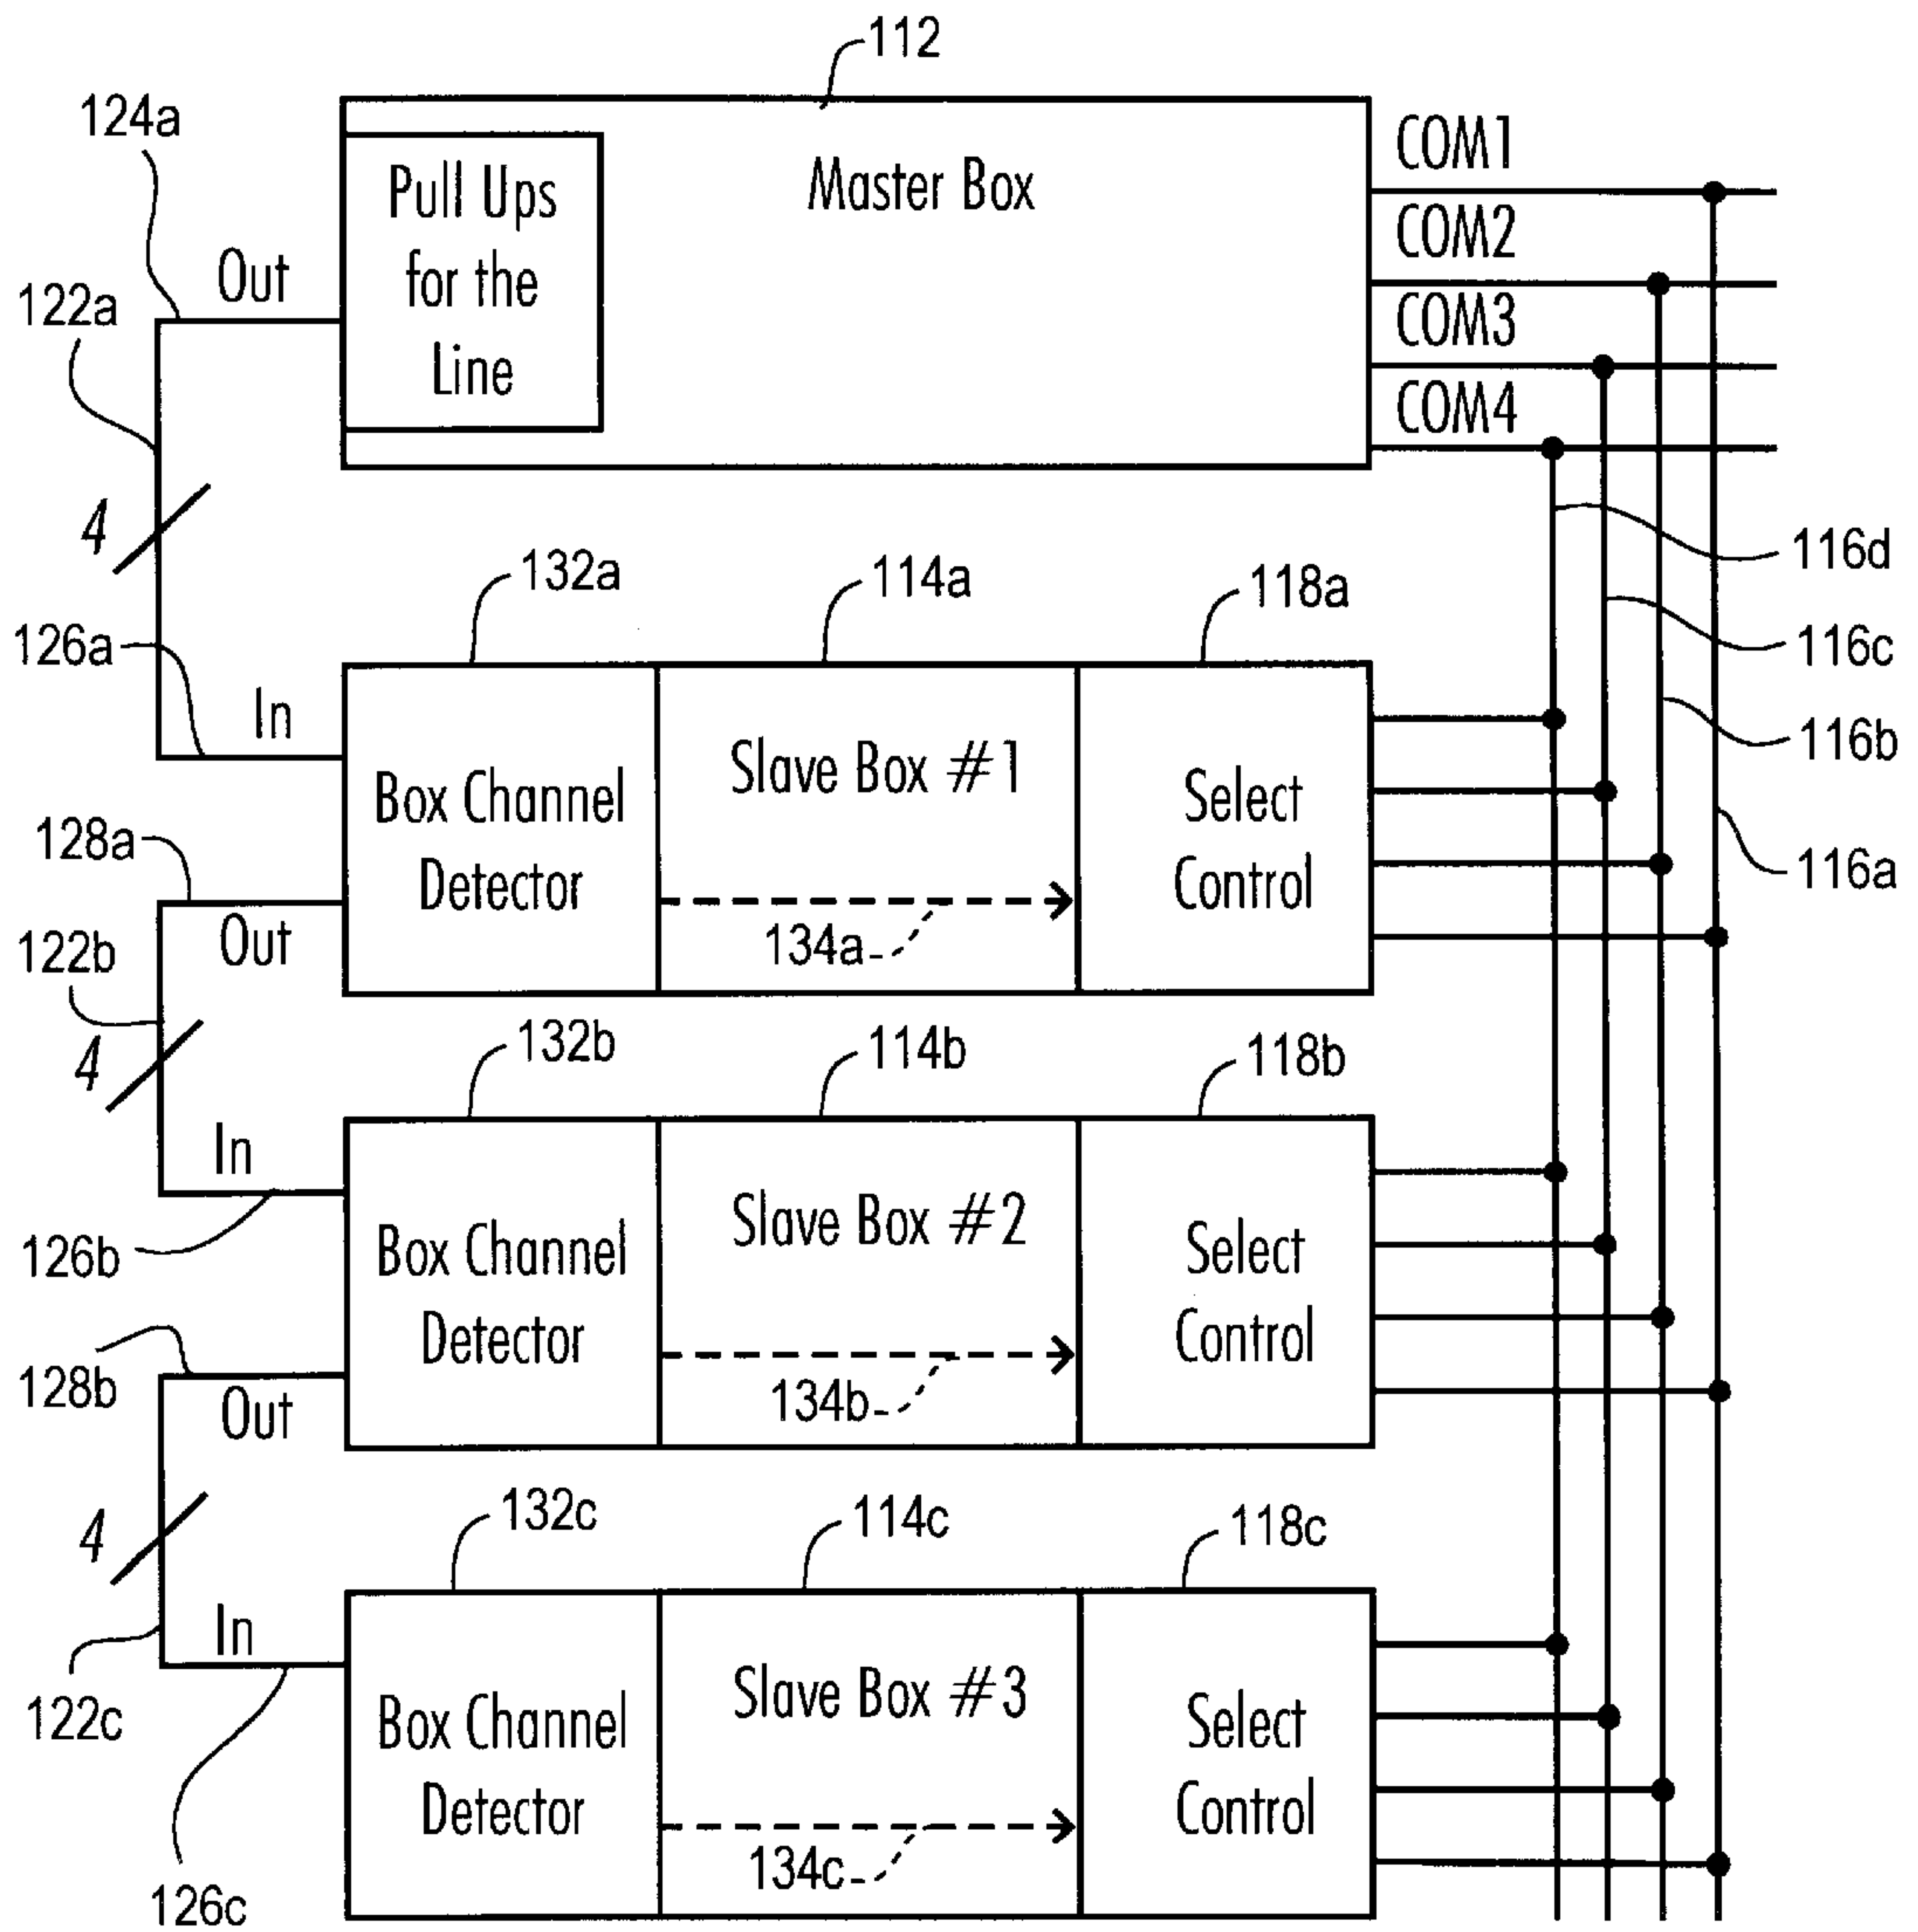 112
124a
COM1
Pull Ups
for the
Line
Master Box
COM2
Out
122a
COM3
COM4
4
116d
132a
114a
118a
126a
116c
In
Box Channel
Detector
Slave Box #1
Select
Control
116b
128a
116a
Out
134a
122b
132b
114b
118b
4
In
126b
Box Channel
Detector
Slave Box #2
Select
Control
128b
Out
134b
132c
114c
118c
4
In
122c
Box Channel
Detector
Slave Box #3
Select
Control
134c
126c